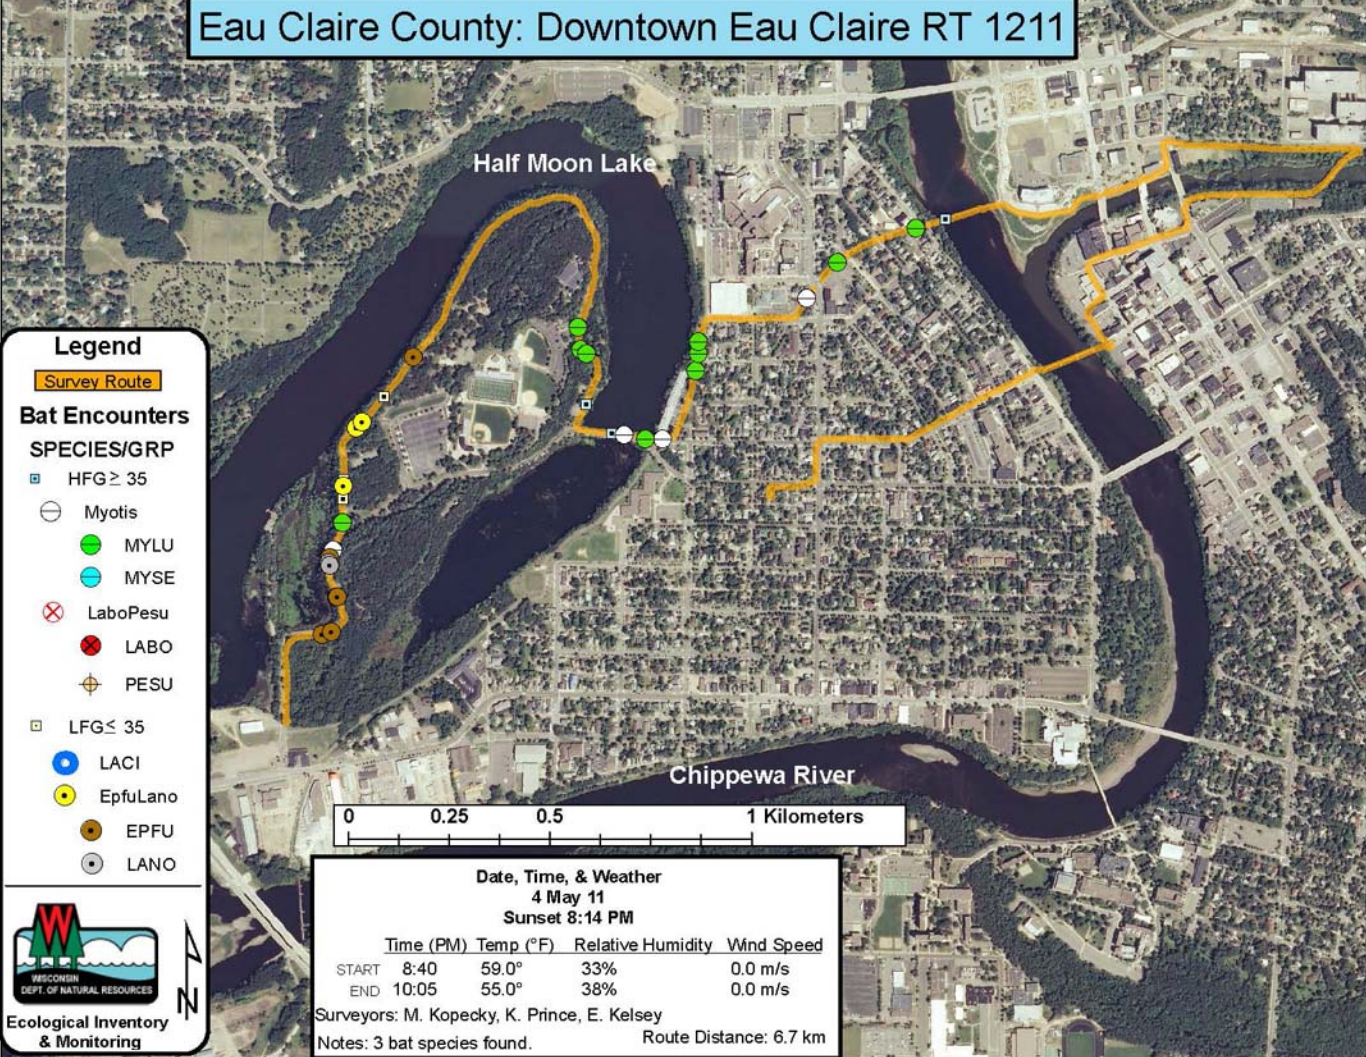 Eau Claire County: Downtown Eau Claire RT 1211
Half Moon Lake
Legend
Survey Route
Bat Encounters
SPECIES/GRP
HFG ≥ 35
Myotis
MYLU
MYSE
LaboPesu
LABO
PESU
LFG ≤ 35
LACI
EpfuLano
EPFU
LANO
W
WISCONSIN
DEPT. OF NATURAL RESOURCES
N
Ecological Inventory
& Monitoring
Chippewa River
0 0.25 0.5 1 Kilometers
Date, Time, & Weather
4 May 11
Sunset 8:14 PM
Time (PM) Temp (°F) Relative Humidity Wind Speed
START 8:40 59.0° 33% 0.0 m/s
END 10:05 55.0° 38% 0.0 m/s
Surveyors: M. Kopecky, K. Prince, E. Kelsey
Notes: 3 bat species found. Route Distance: 6.7 km